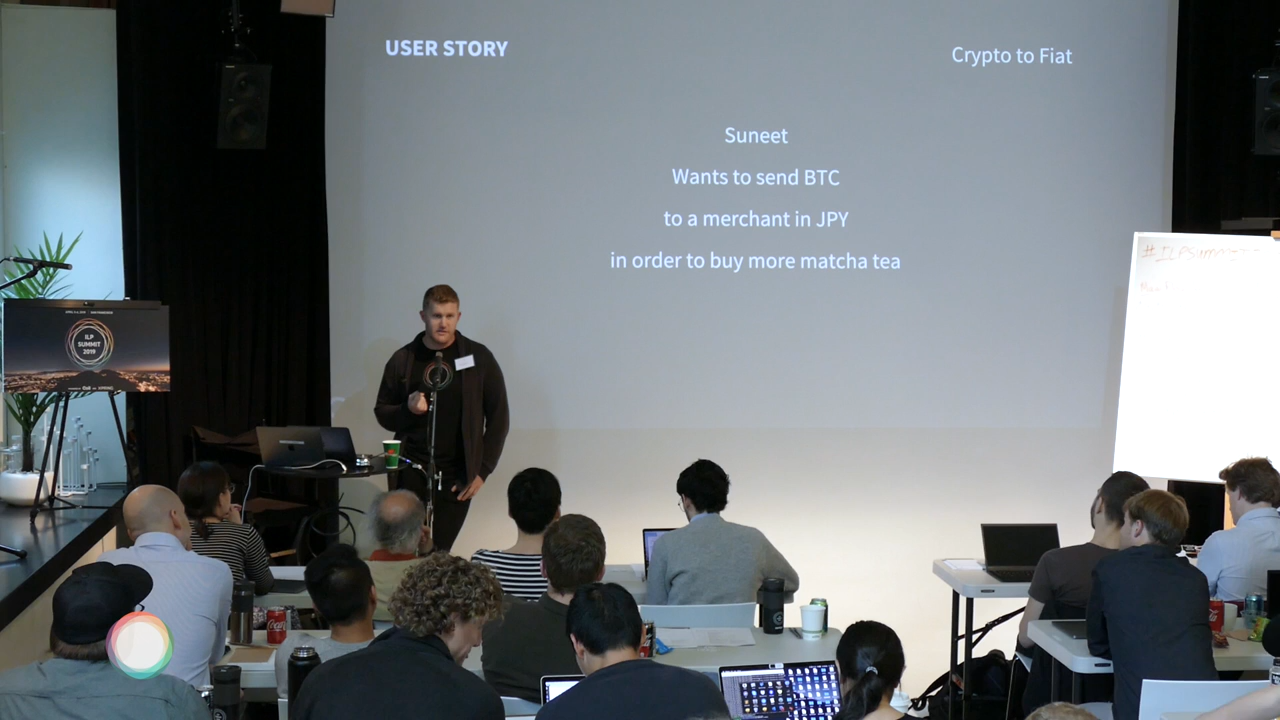 USER STORY
Crypto to Fiat
Suneet
Wants to send BTC
to a merchant in JPY
in order to buy more matcha tea
ILP
SUMMIT
2019